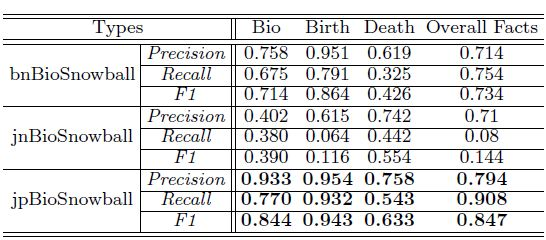 Types Bio Birth Death Overall Facts
Precision 0.758 0.951 0.619 0.714
bnBioSnowball Recall 0.675 0.791 0.325 0.754
F1 0.714 0.864 0.426 0.734
Precision 0.402 0.615 0.742 0.71
jnBioSnowball Recall 0.380 0.064 0.442 0.08
F1 0.390 0.116 0.554 0.144
Precision 0.933 0.954 0.758 0.794
jpBioSnowball Recall 0.770 0.932 0.543 0.908
F1 0.844 0.943 0.633 0.847